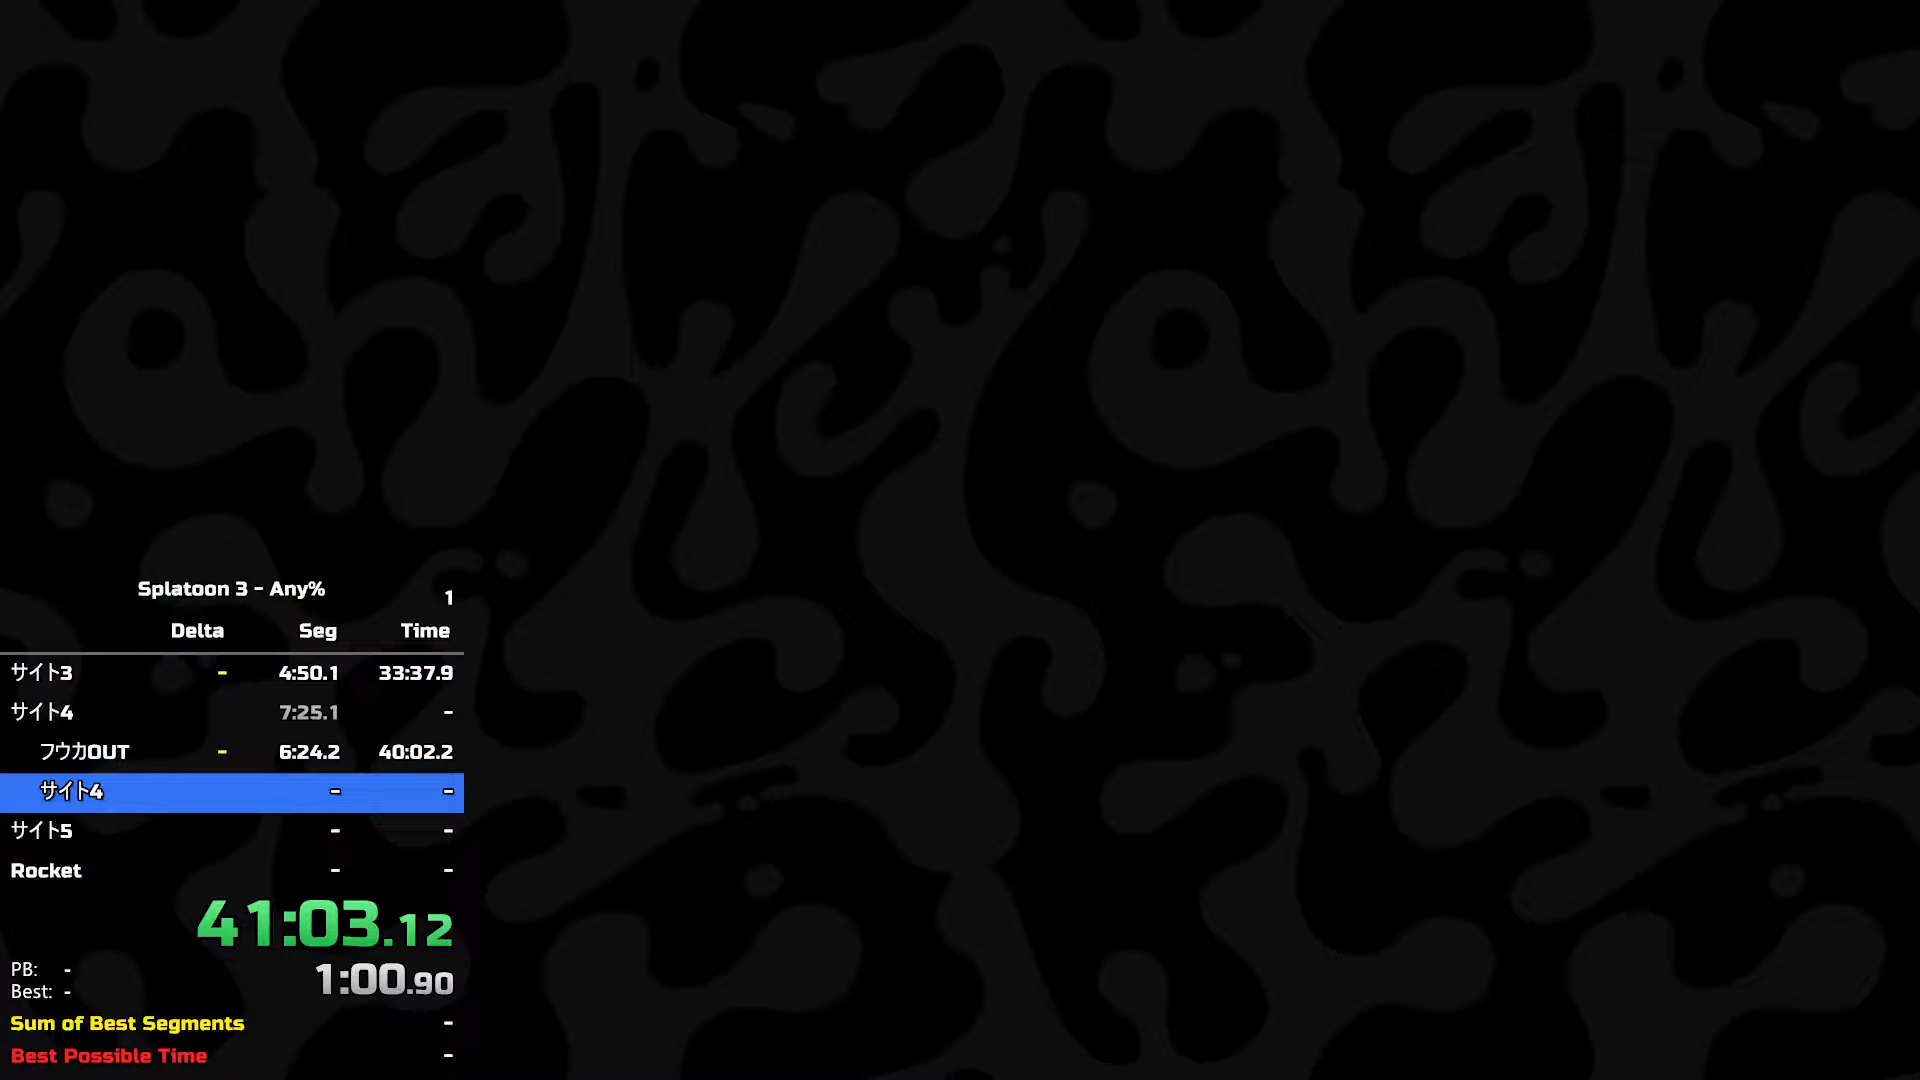 Splatoon 3 - Any% 1
Delta Seg Time
サイト3 - 4:50.1 33:37.9
サイト4 7:25.1 -
フウカOUT - 6:24.2 40:02.2
サイト4 - -
サイト5 - -
Rocket - -
41:03.12
PB: -
1:00.90
Best: -
Sum of Best Segments -
Best Possible Time -